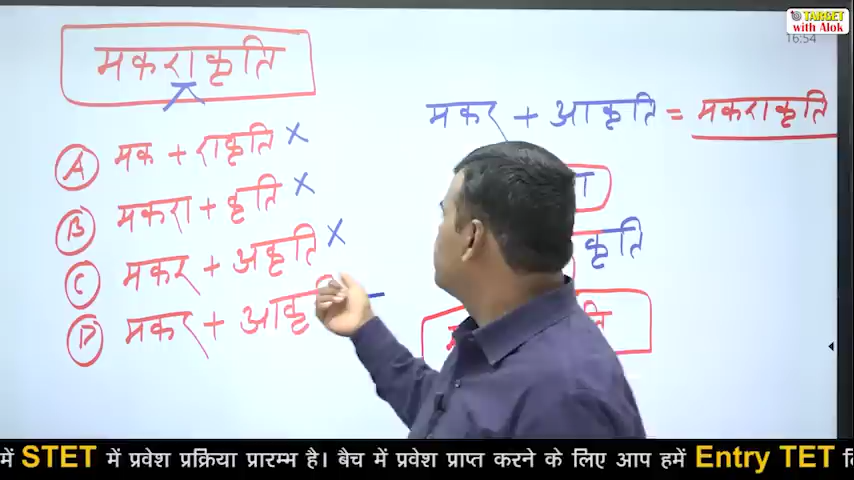 TARGET
with Alok
16:54
मकराकृति
मकर + आकृति = मकराकृति
A मक + राकृति ×
B मकरा + कृति ×
C मकर + अकृति ×
D मकर + आकृ
कृति
में STET में प्रवेश प्रक्रिया प्रारम्भ है। बैच में प्रवेश प्राप्त करने के लिए आप हमें Entry TET